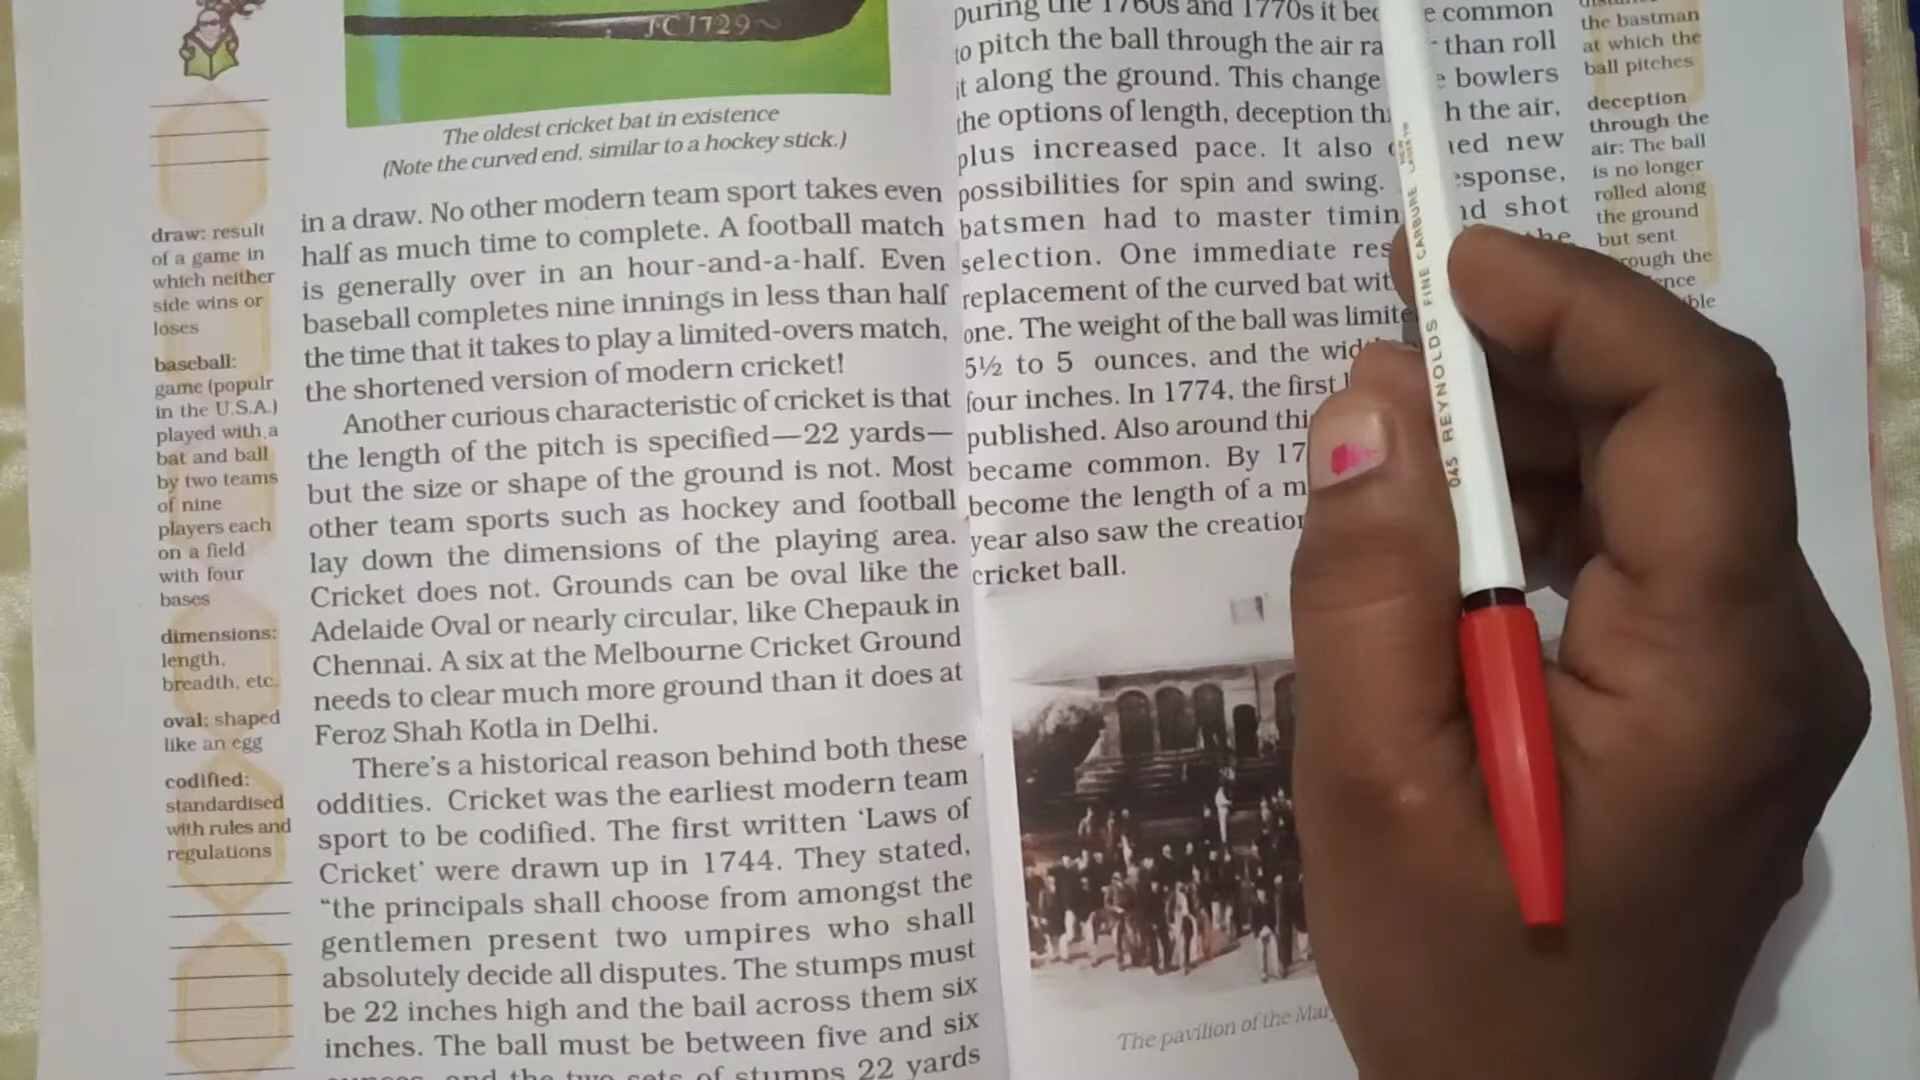 JCJ729
The oldest cricket bat in existence
(Note the curved end, similar to a hockey stick.)
draw: result
of a game in
which neither
side wins or
loses
baseball:
game (populr
in the U.S.A.)
played with a
bat and ball
by two teams
of nine
players each
on a field
with four
bases
dimensions:
length,
breadth, etc.
oval: shaped
like an egg
codified:
standardised
with rules and
regulations
in a draw. No other modern team sport takes even
half as much time to complete. A football match
is generally over in an hour-and-a-half. Even
baseball completes nine innings in less than half
the time that it takes to play a limited-overs match,
the shortened version of modern cricket!
Another curious characteristic of cricket is that
the length of the pitch is specified—22 yards—
but the size or shape of the ground is not. Most
other team sports such as hockey and football
lay down the dimensions of the playing area.
Cricket does not. Grounds can be oval like the
Adelaide Oval or nearly circular, like Chepauk in
Chennai. A six at the Melbourne Cricket Ground
needs to clear much more ground than it does at
Feroz Shah Kotla in Delhi.
There's a historical reason behind both these
oddities. Cricket was the earliest modern team
sport to be codified. The first written ‘Laws of
Cricket’ were drawn up in 1744. They stated,
“the principals shall choose from amongst the
gentlemen present two umpires who shall
absolutely decide all disputes. The stumps must
be 22 inches high and the bail across them six
inches. The ball must be between five and six
and the two sets of stumps 22 yards
During the 1760s and 1770s it common
to pitch the ball through the air than roll
it along the ground. This change bowlers
the options of length, deception the air,
plus increased pace. It also new
possibilities for spin and swing.
batsmen had to master shot
selection. One immediate the
replacement of the curved bat
one. The weight of the ball was
5½ to 5 ounces, and the
four inches. In 1774, the first
published. Also around
became common. By
become the length of a
year also saw the
cricket ball.
The pavilion of the
the bastman
at which the
ball pitches
deception
through the
air: The ball
is no longer
rolled along
the ground
but sent
the
045 REYNOLDS FINE CARBURE